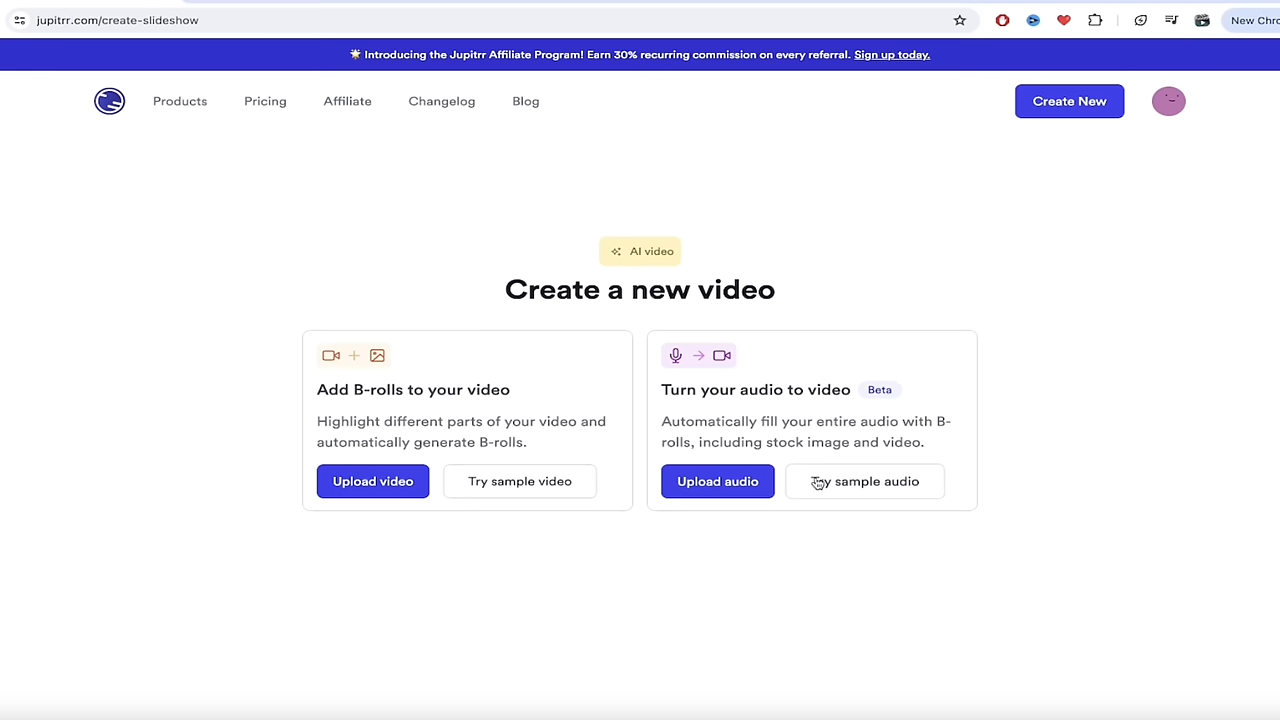 jupitrr.com/create-slideshow
New Chro
🌟 Introducing the Jupitrr Affiliate Program! Earn 30% recurring commission on every referral. Sign up today.
Products
Pricing
Affiliate
Changelog
Blog
Create New
AI video
Create a new video
Add B-rolls to your video
Highlight different parts of your video and
automatically generate B-rolls.
Upload video
Try sample video
Turn your audio to video
Beta
Automatically fill your entire audio with B-
rolls, including stock image and video.
Upload audio
Try sample audio